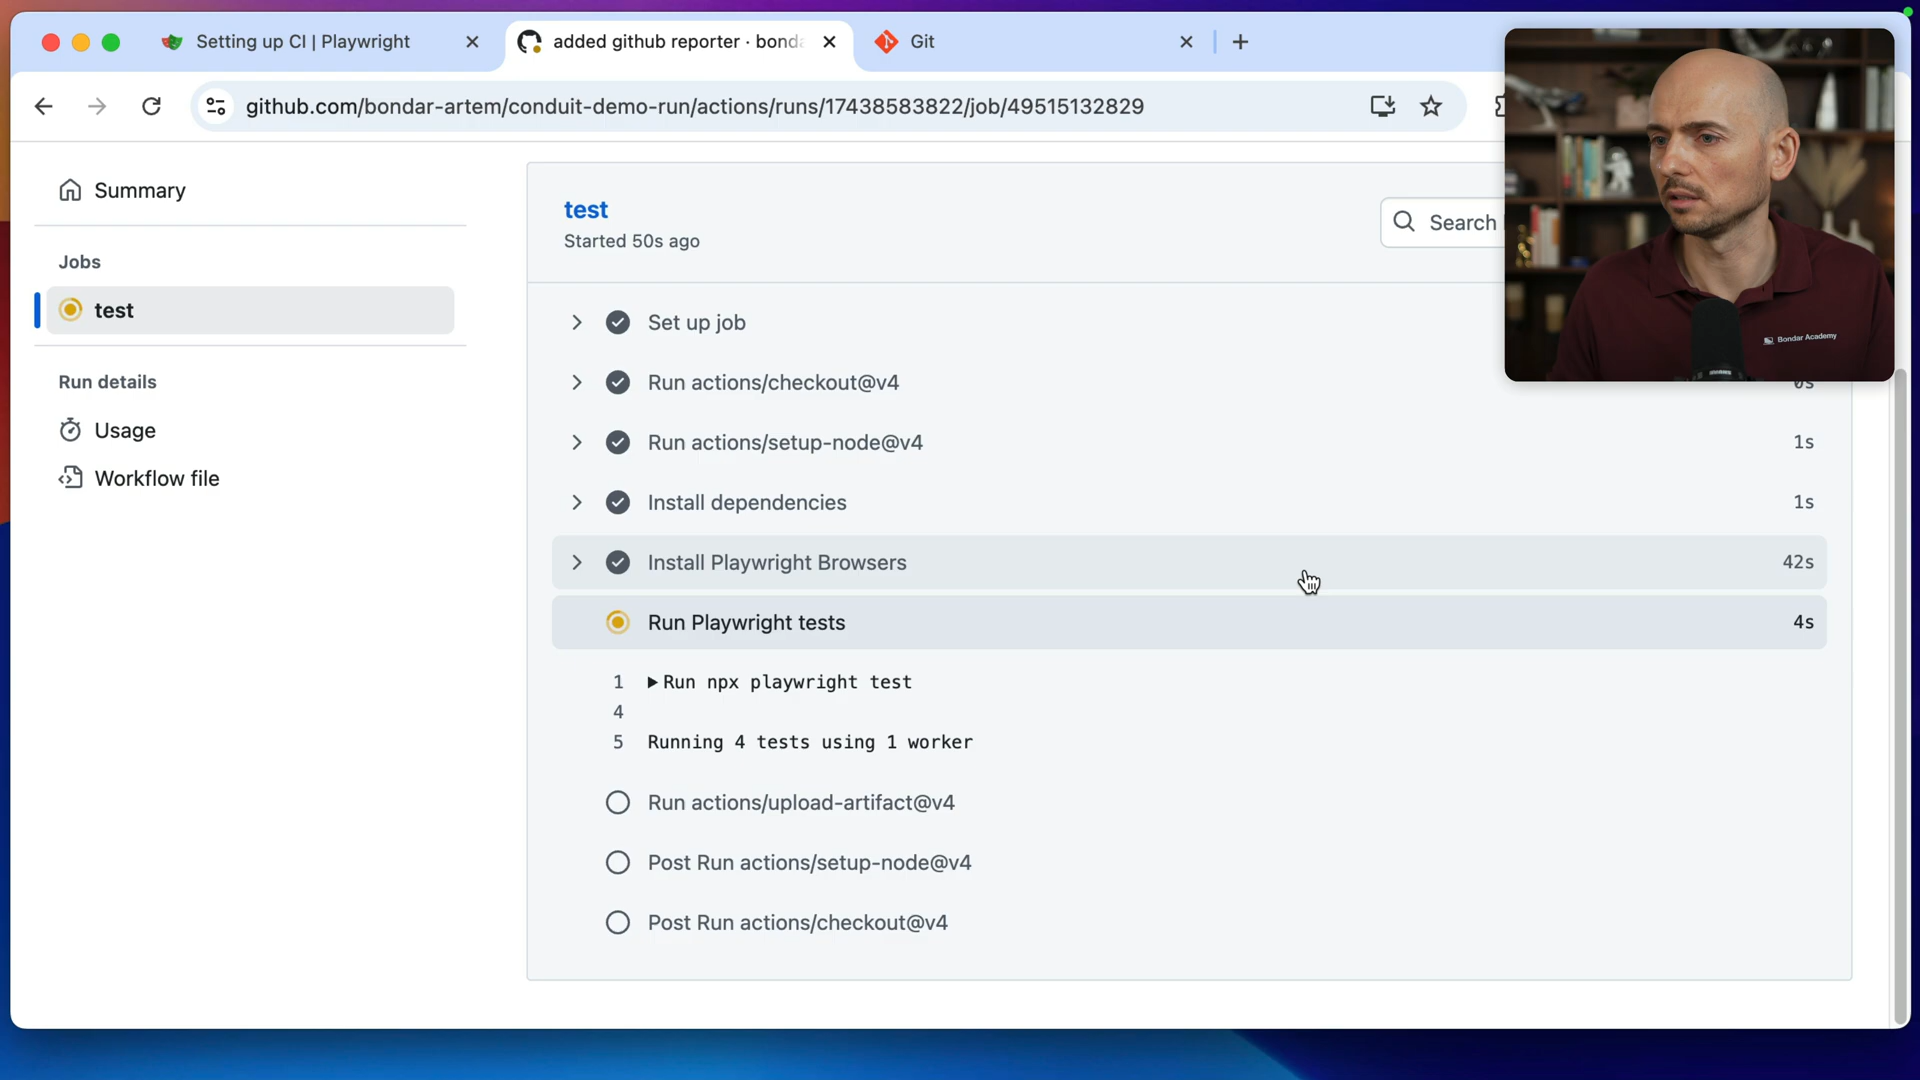 Setting up CI | Playwright
added github reporter · bonda
Git
github.com/bondar-artem/conduit-demo-run/actions/runs/17438583822/job/49515132829
Summary
Jobs
test
Run details
Usage
Workflow file
test
Started 50s ago
Search
Set up job
Run actions/checkout@v4
0s
Run actions/setup-node@v4
1s
Install dependencies
1s
Install Playwright Browsers
42s
Run Playwright tests
4s
1 Run npx playwright test
4
5 Running 4 tests using 1 worker
Run actions/upload-artifact@v4
Post Run actions/setup-node@v4
Post Run actions/checkout@v4
Bondar Academy